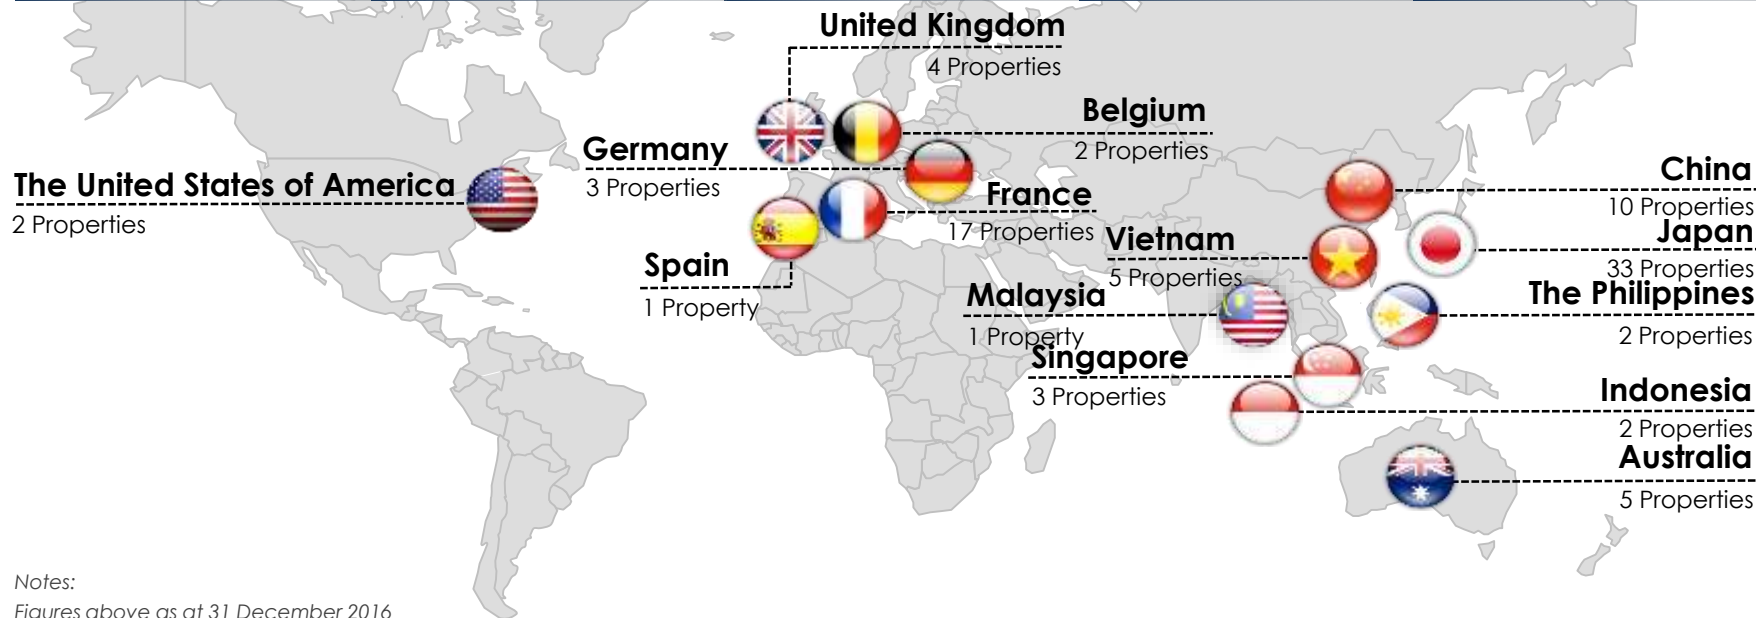 United Kingdom
4 Properties
Belgium
2 Properties
Germany
3 Properties
The United States of America
2 Properties
France
17 Properties
China
10 Properties
Spain
1 Property
Vietnam
5 Properties
Japan
33 Properties
Malaysia
1 Property
The Philippines
2 Properties
Singapore
3 Properties
Indonesia
2 Properties
Australia
5 Properties
Notes:
Figures above as at 31 December 2016